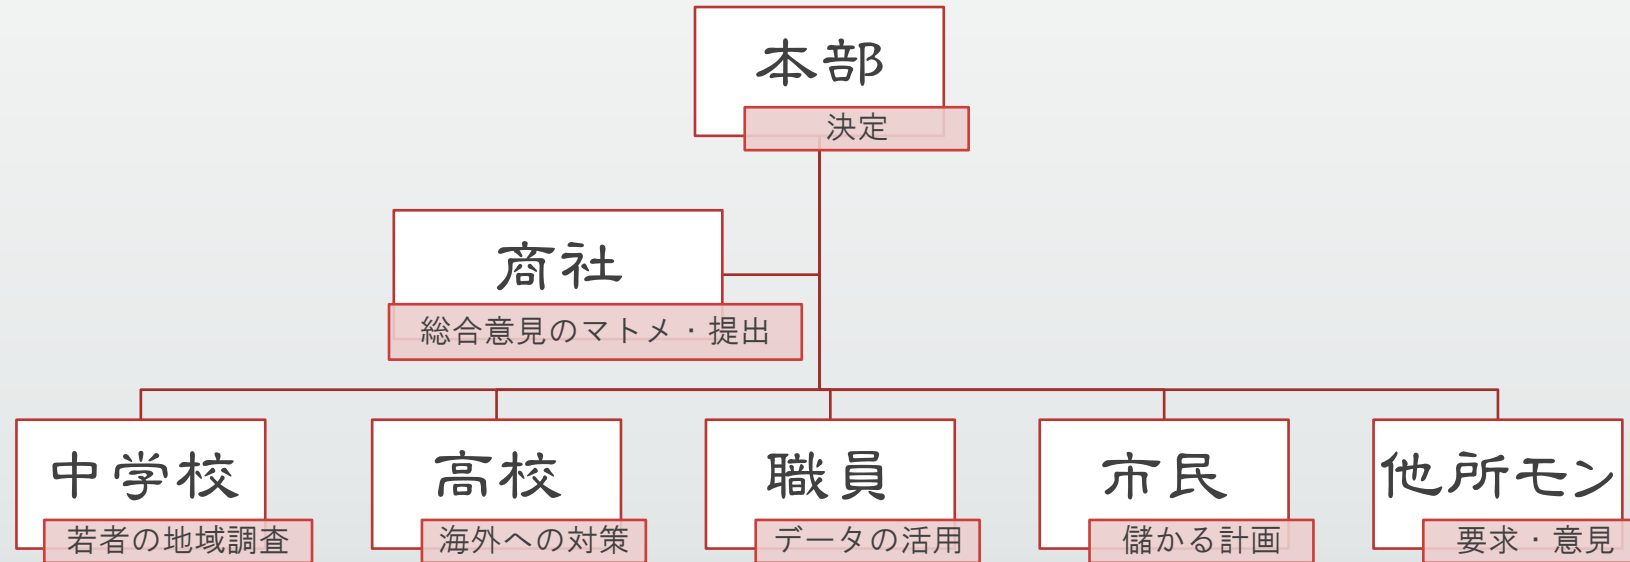 本部
決定
商社
総合意見のマトメ・提出
中学校
若者の地域調査
高校
海外への対策
職員
データの活用
市民
儲かる計画
他所モン
要求・意見